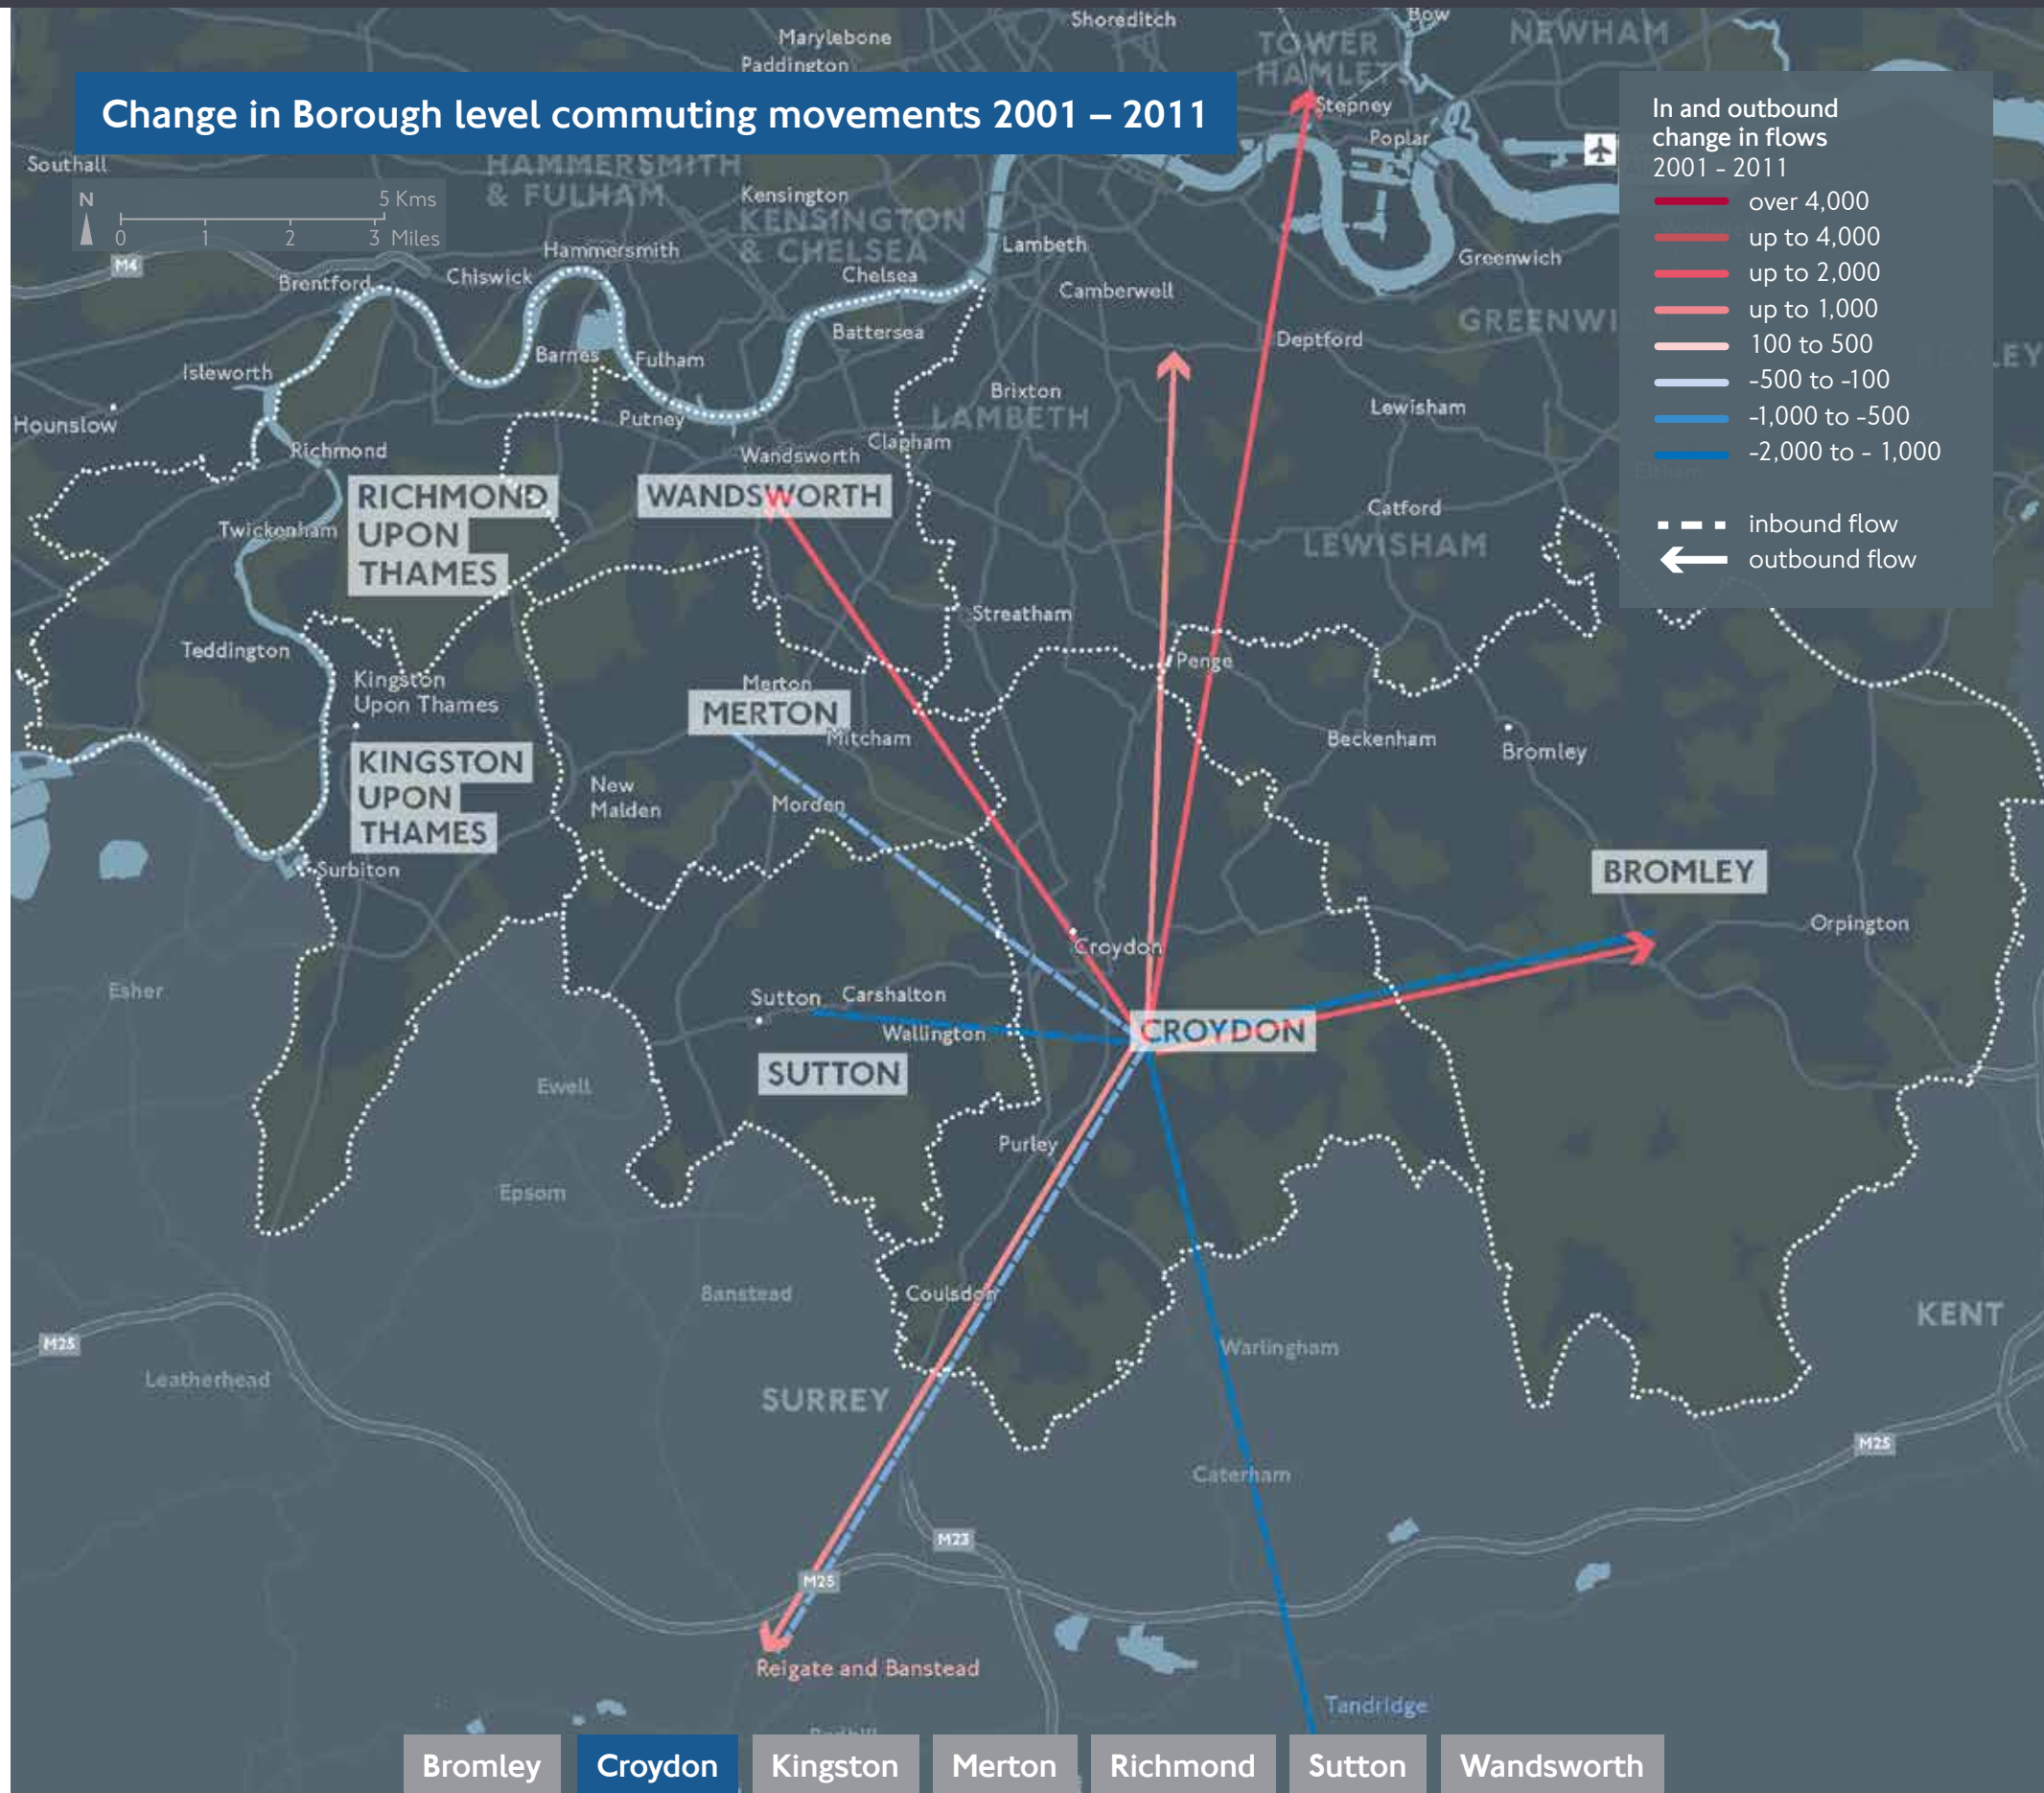 Shoreditch
Bow
Marylebone
NEWHAM
Paddington
TOWER
HAMLETS
Change in Borough level commuting movements 2001 – 2011
Stepney
Poplar
In and outbound
change in flows
2001 - 2011
over 4,000
up to 4,000
up to 2,000
up to 1,000
100 to 500
-500 to -100
-1,000 to -500
-2,000 to - 1,000
inbound flow
outbound flow
Southall
HAMMERSMITH
& FULHAM
N
5 Kms
0 1 2 3 Miles
Kensington
KENSINGTON
& CHELSEA
M4
Hammersmith
Lambeth
Greenwich
Brentford
Chiswick
Chelsea
Camberwell
Battersea
Deptford
Barnes
Fulham
Isleworth
Brixton
LAMBETH
Lewisham
Hounslow
Putney
Clapham
Richmond
Wandsworth
RICHMOND
UPON
THAMES
WANDSWORTH
Catford
LEWISHAM
Eltham
Twickenham
Streatham
Teddington
Penge
Kingston
Upon Thames
Merton
MERTON
Mitcham
Beckenham
Bromley
KINGSTON
UPON
THAMES
New
Malden
Morden
Surbiton
BROMLEY
Orpington
Croydon
Esher
Sutton
Carshalton
Wallington
CROYDON
SUTTON
Ewell
Purley
Epsom
Banstead
Coulsdon
KENT
M25
Warlingham
Leatherhead
SURREY
M25
Caterham
M23
M25
Reigate and Banstead
Tandridge
Bromley
Croydon
Kingston
Merton
Richmond
Sutton
Wandsworth